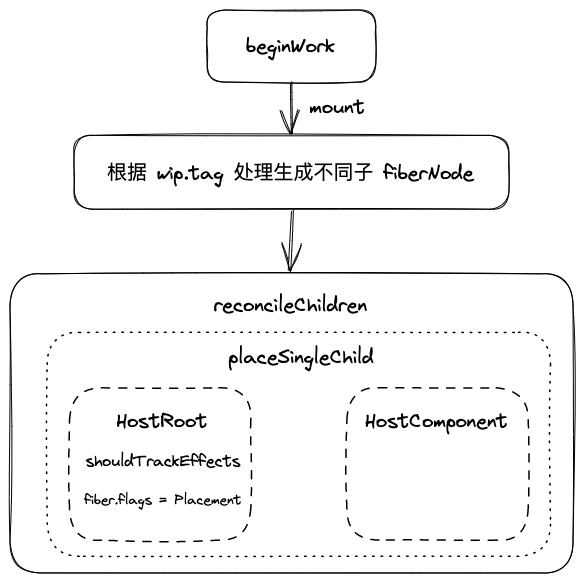 beginWork
mount
根据 wip.tag 处理生成不同子 fiberNode
reconcileChildren
placeSingleChild
HostRoot
HostComponent
shouldTrackEffects
fiber.flags = Placement